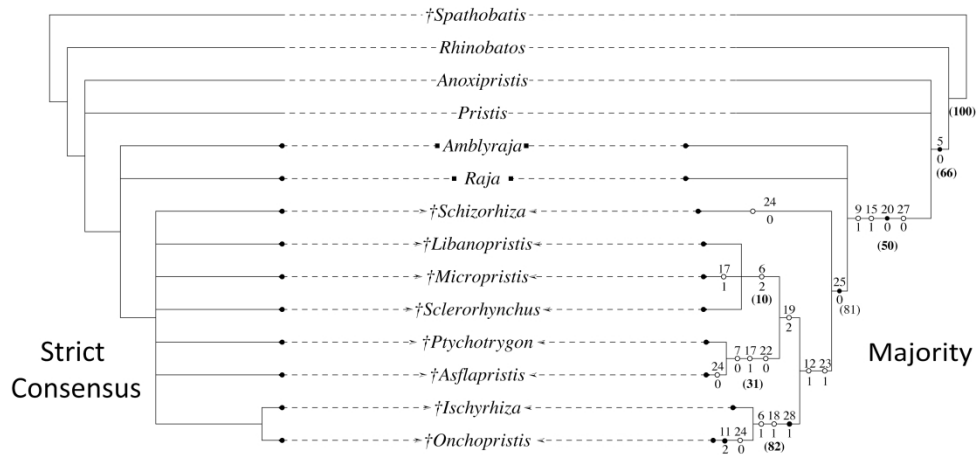 †Spathobatis
Rhinobatos
Anoxipristis
Pristis
(100)
5
0
(66)
Amblyraja
Raja
†Schizorhiza
24
0
9 15 20 27
1 1 0 0
(50)
†Libanopristis
†Micropristis
17
1
6
2
(10)
25
0
(81)
†Sclerorhynchus
19
2
†Ptychotrygon
7 17 22
0 1 0
(31)
†Asflapristis
24
0
12 23
1 1
†Ischyrhiza
6 18 28
1 1 1
(82)
†Onchopristis
11 24
2 0
Strict
Consensus
Majority